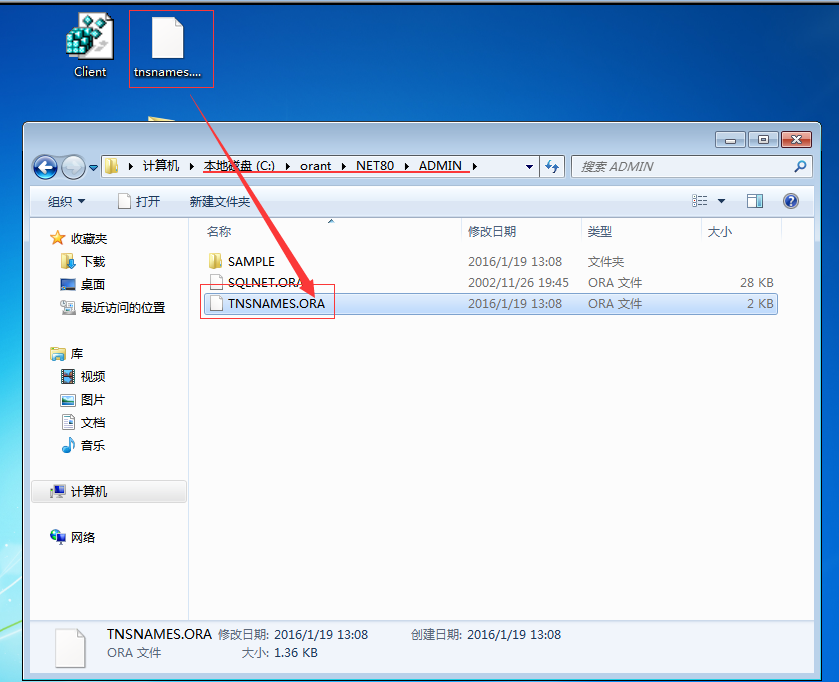 Client
tnsnames....
计算机 本地磁盘 (C:) orant NET80 ADMIN
搜索 ADMIN
组织 打开 新建文件夹
名称 修改日期 类型 大小
收藏夹
下载
桌面
最近访问的位置
库
视频
图片
文档
音乐
计算机
网络
SAMPLE 2016/1/19 13:08 文件夹
SQLNET.ORA 2002/11/26 19:45 ORA 文件 28 KB
TNSNAMES.ORA 2016/1/19 13:08 ORA 文件 2 KB
TNSNAMES.ORA 修改日期: 2016/1/19 13:08 创建日期: 2016/1/19 13:08
ORA 文件 大小: 1.36 KB